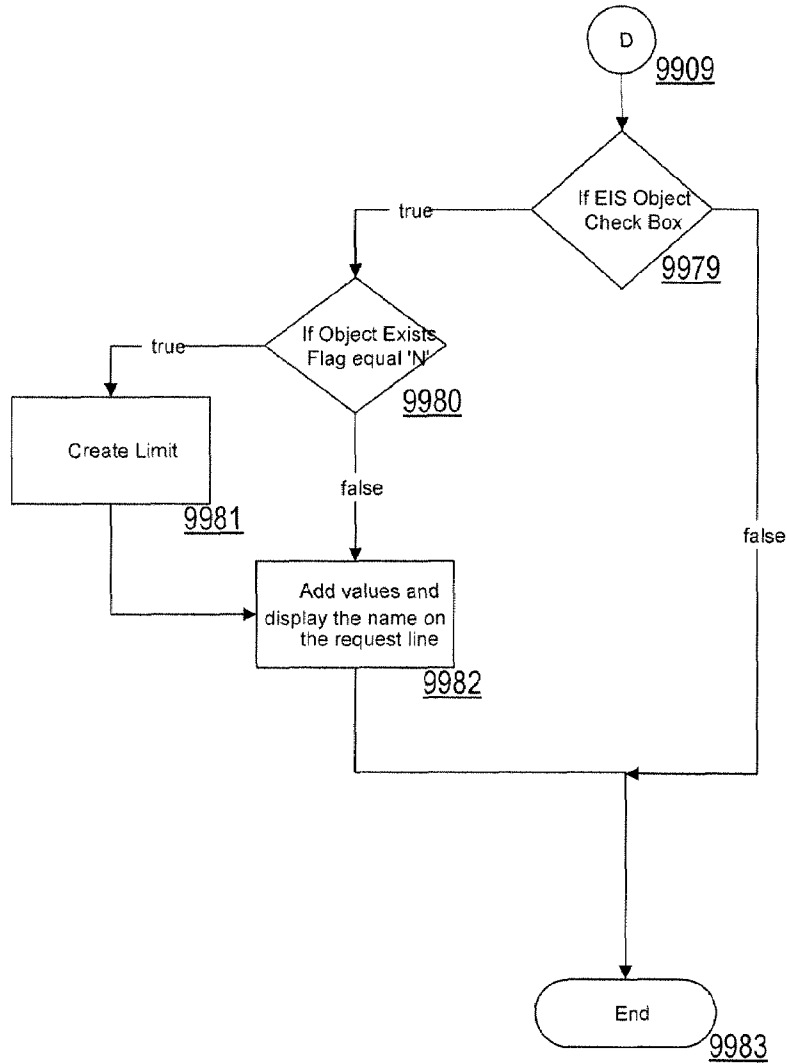 D
9909
If EIS Object
Check Box
9979
true
If Object Exists
Flag equal 'N'
9980
true
Create Limit
9981
false
false
Add values and
display the name on
the request line
9982
End
9983